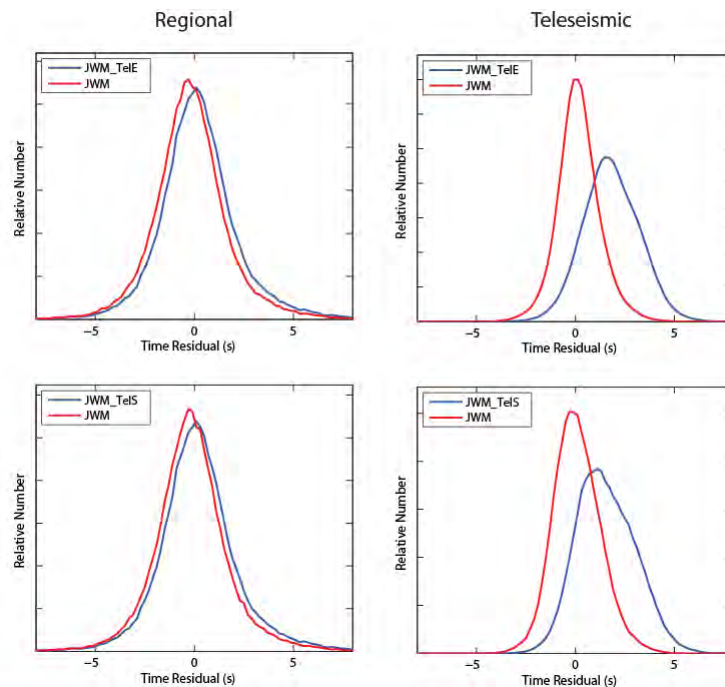 Regional
Teleseismic
JWM_TelE
JWM
Relative Number
−5
0
5
Time Residual (s)
JWM_TelE
JWM
Relative Number
−5
0
5
Time Residual (s)
JWM_TelS
JWM
Relative Number
−5
0
5
Time Residual (s)
JWM_TelS
JWM
Relative Number
−5
0
5
Time Residual (s)